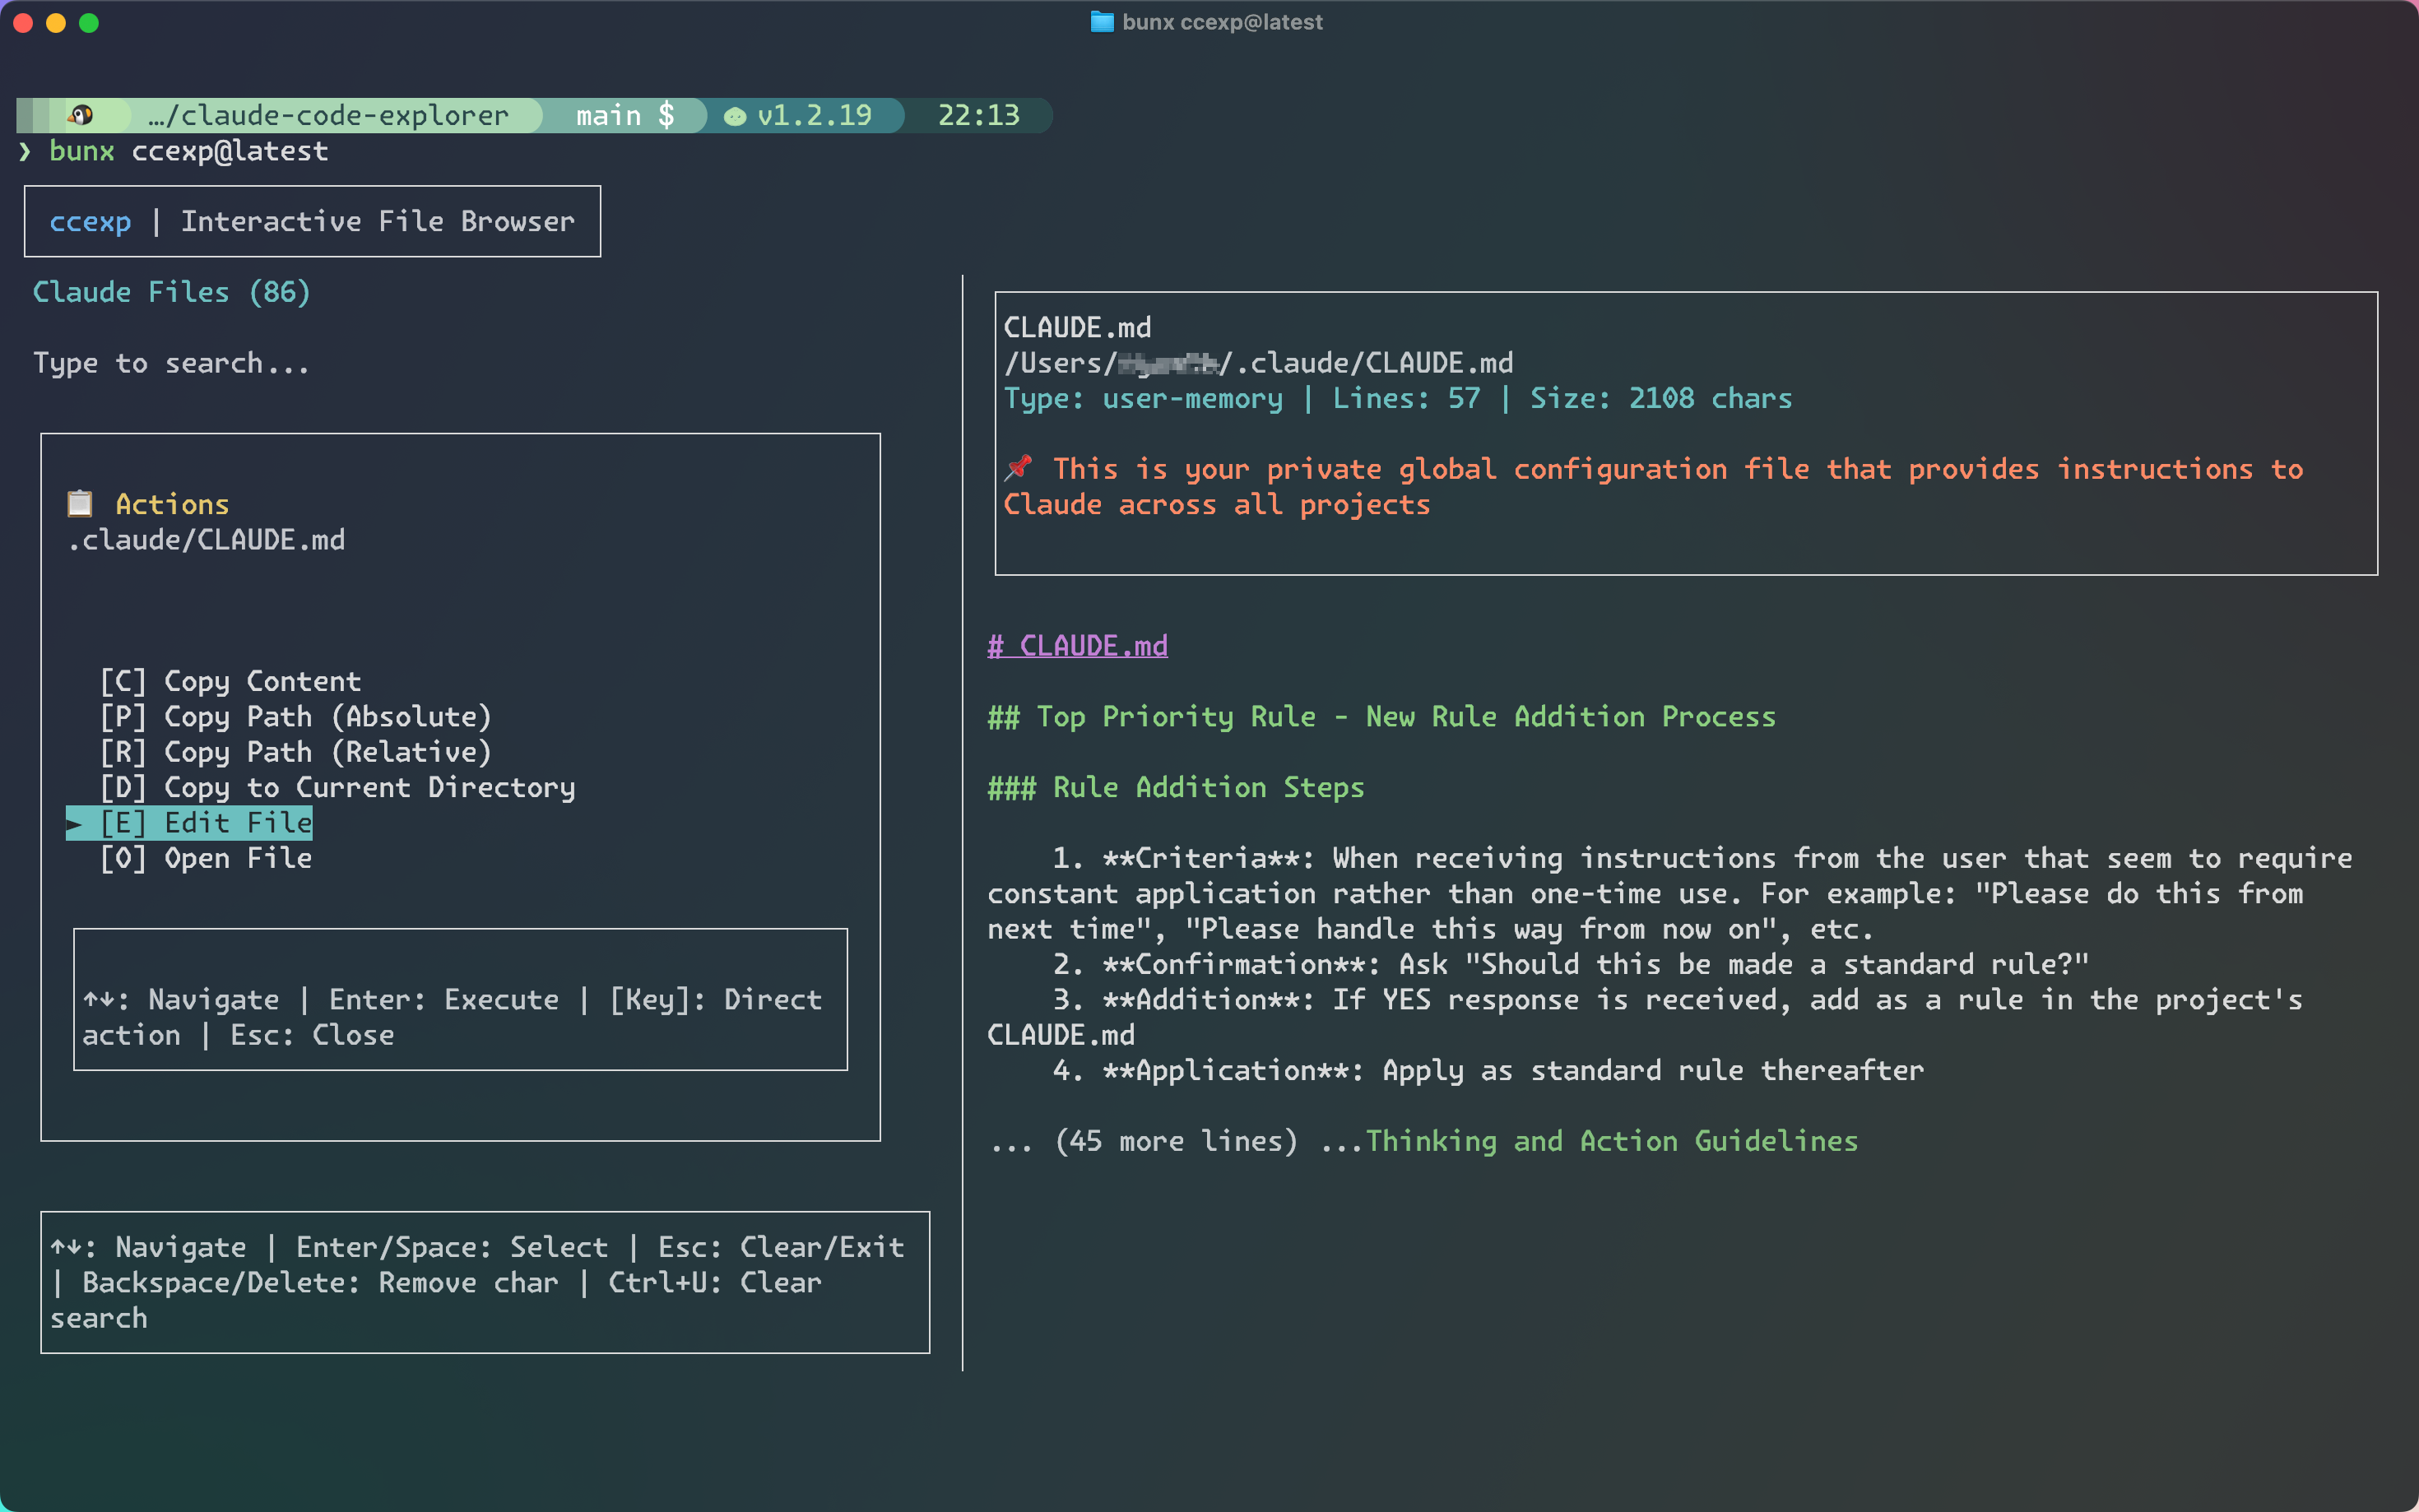 bunx ccexp@latest
…/claude-code-explorer main $ v1.2.19 22:13
❯ bunx ccexp@latest
ccexp | Interactive File Browser
Claude Files (86)
Type to search...
📋 Actions
.claude/CLAUDE.md
[C] Copy Content
[P] Copy Path (Absolute)
[R] Copy Path (Relative)
[D] Copy to Current Directory
► [E] Edit File
[O] Open File
↑↓: Navigate | Enter: Execute | [Key]: Direct
action | Esc: Close
↑↓: Navigate | Enter/Space: Select | Esc: Clear/Exit
| Backspace/Delete: Remove char | Ctrl+U: Clear
search
CLAUDE.md
/Users/ /.claude/CLAUDE.md
Type: user-memory | Lines: 57 | Size: 2108 chars
📌 This is your private global configuration file that provides instructions to
Claude across all projects
# CLAUDE.md
## Top Priority Rule - New Rule Addition Process
### Rule Addition Steps
1. **Criteria**: When receiving instructions from the user that seem to require
constant application rather than one-time use. For example: "Please do this from
next time", "Please handle this way from now on", etc.
2. **Confirmation**: Ask "Should this be made a standard rule?"
3. **Addition**: If YES response is received, add as a rule in the project's
CLAUDE.md
4. **Application**: Apply as standard rule thereafter
... (45 more lines) ...Thinking and Action Guidelines